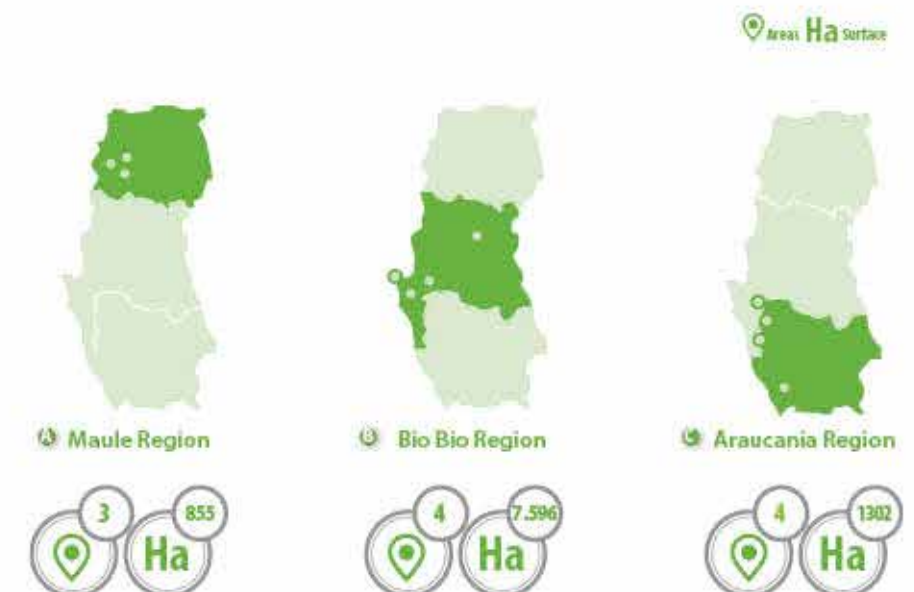 Areas Ha Surface
A Maule Region
B Bio Bio Region
C Araucania Region
3
855
Ha
4
7.596
Ha
4
1302
Ha